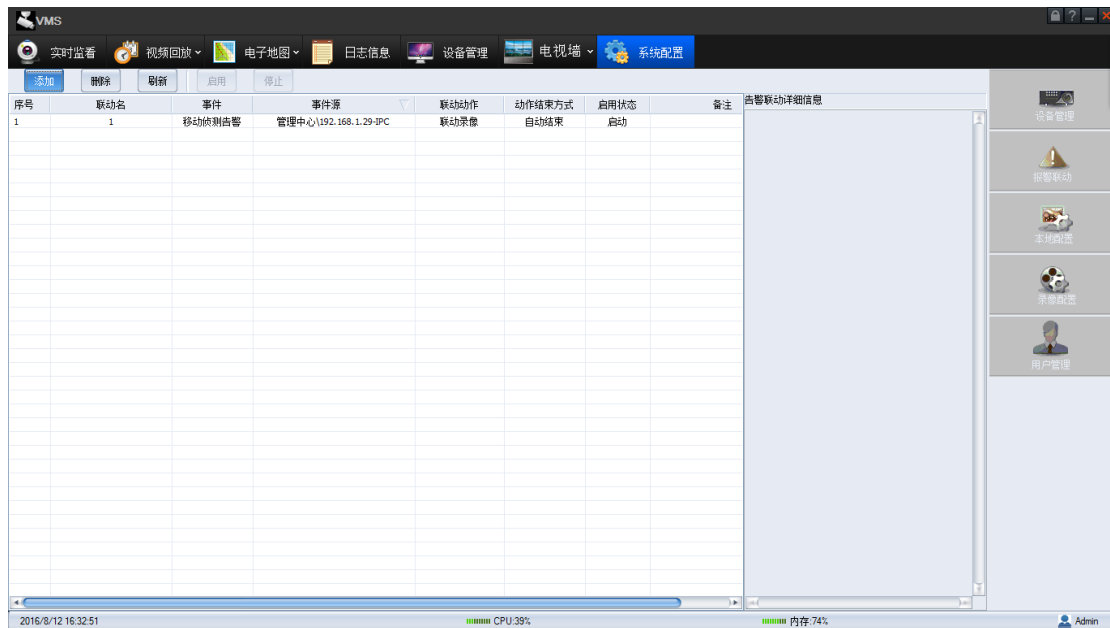 VMS
实时监看 视频回放 电子地图 日志信息 设备管理 电视墙 系统配置
添加 删除 刷新 启用 停止
序号 联动名 事件 事件源 联动动作 动作结束方式 启用状态 备注 告警联动详细信息
1 1 移动侦测告警 管理中心\192.168.1.29-IPC 联动录像 自动结束 启动
设备管理
报警联动
本地配置
录像配置
用户管理
2016/8/12 16:32:51 CPU:39% 内存:74% Admin